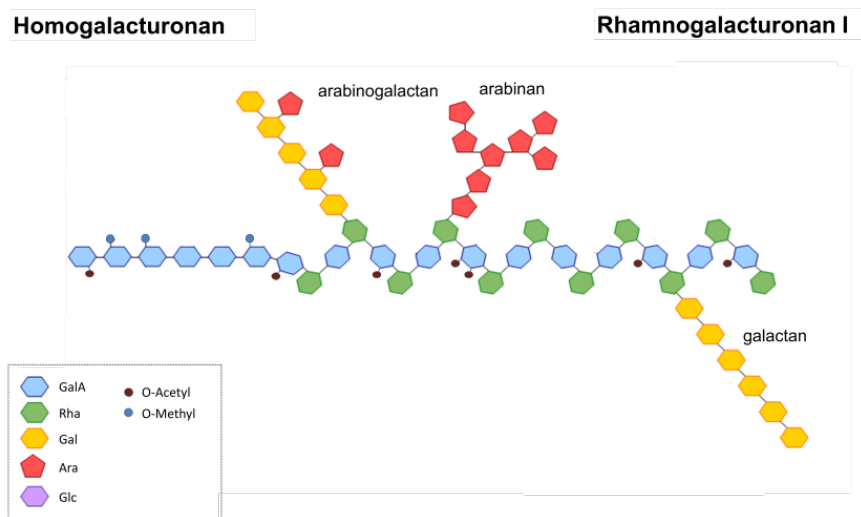 Homogalacturonan
Rhamnogalacturonan I
arabinogalactan
arabinan
galactan
GalA
O-Acetyl
Rha
O-Methyl
Gal
Ara
Glc